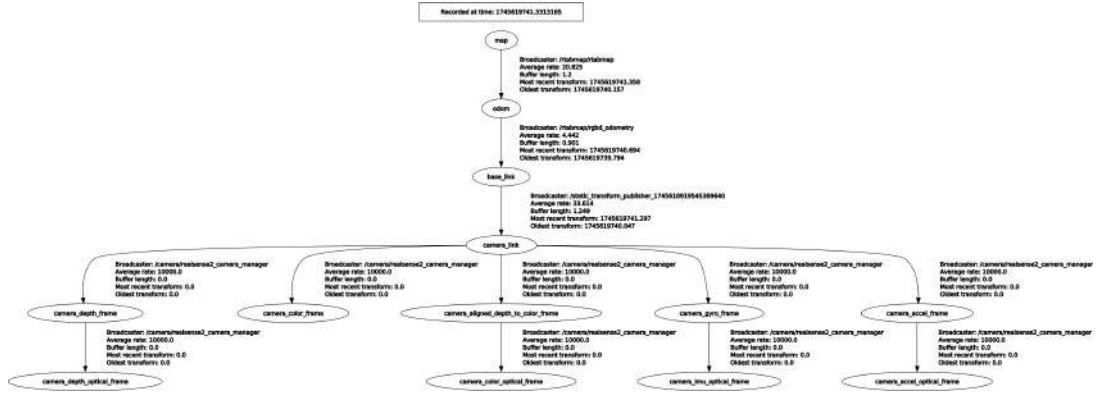 Recorded at time: 1745619741.3313165
map
Broadcaster: /rtabmap/rtabmap
Average rate: 20.825
Buffer length: 1.2
Most recent transform: 1745619741.358
Oldest transform: 1745619740.157
odom
Broadcaster: /rtabmap/rgbd_odometry
Average rate: 4.442
Buffer length: 0.901
Most recent transform: 1745619740.694
Oldest transform: 1745619739.794
base_link
Broadcaster: /static_transform_publisher_1745618919545369640
Average rate: 33.614
Buffer length: 1.249
Most recent transform: 1745619741.297
Oldest transform: 1745619740.047
camera_link
Broadcaster: /camera/realsense2_camera_manager
Average rate: 10000.0
Buffer length: 0.0
Most recent transform: 0.0
Oldest transform: 0.0
Broadcaster: /camera/realsense2_camera_manager
Average rate: 10000.0
Buffer length: 0.0
Most recent transform: 0.0
Oldest transform: 0.0
Broadcaster: /camera/realsense2_camera_manager
Average rate: 10000.0
Buffer length: 0.0
Most recent transform: 0.0
Oldest transform: 0.0
Broadcaster: /camera/realsense2_camera_manager
Average rate: 10000.0
Buffer length: 0.0
Most recent transform: 0.0
Oldest transform: 0.0
Broadcaster: /camera/realsense2_camera_manager
Average rate: 10000.0
Buffer length: 0.0
Most recent transform: 0.0
Oldest transform: 0.0
camera_depth_frame
camera_color_frame
camera_aligned_depth_to_color_frame
camera_gyro_frame
camera_accel_frame
Broadcaster: /camera/realsense2_camera_manager
Average rate: 10000.0
Buffer length: 0.0
Most recent transform: 0.0
Oldest transform: 0.0
Broadcaster: /camera/realsense2_camera_manager
Average rate: 10000.0
Buffer length: 0.0
Most recent transform: 0.0
Oldest transform: 0.0
Broadcaster: /camera/realsense2_camera_manager
Average rate: 10000.0
Buffer length: 0.0
Most recent transform: 0.0
Oldest transform: 0.0
Broadcaster: /camera/realsense2_camera_manager
Average rate: 10000.0
Buffer length: 0.0
Most recent transform: 0.0
Oldest transform: 0.0
camera_depth_optical_frame
camera_color_optical_frame
camera_imu_optical_frame
camera_accel_optical_frame